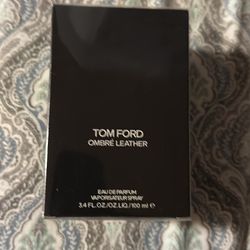 TOM FORD
OMBRÉ LEATHER
EAU DE PARFUM
VAPORISATEUR SPRAY
3.4 FL.OZ./OZ.LIQ./100 ml ℮